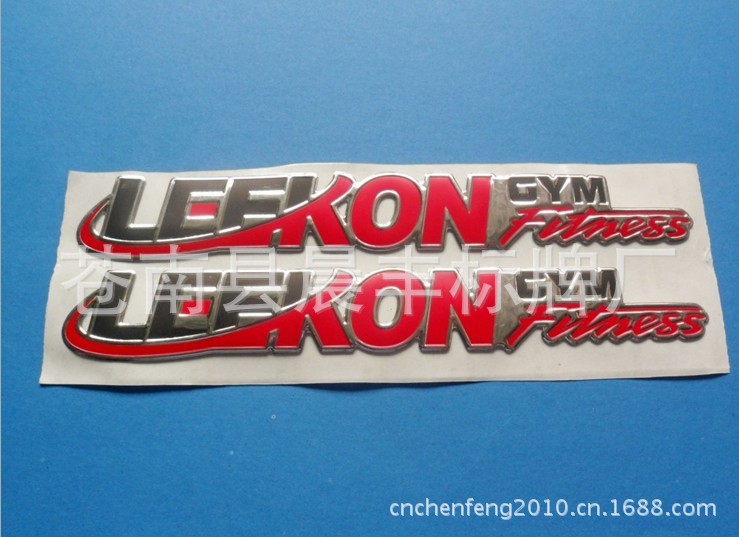 LEEKON GYM
Fitness
苍南县晨丰标牌厂
LEEKON GYM
Fitness
cnchenfeng2010.cn.1688.com